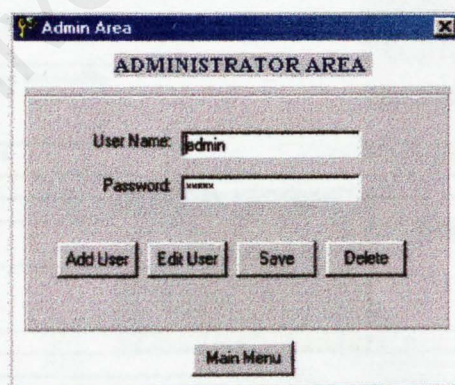 Admin Area
ADMINISTRATOR AREA
User Name: admin
Password: *****
Add User Edit User Save Delete
Main Menu